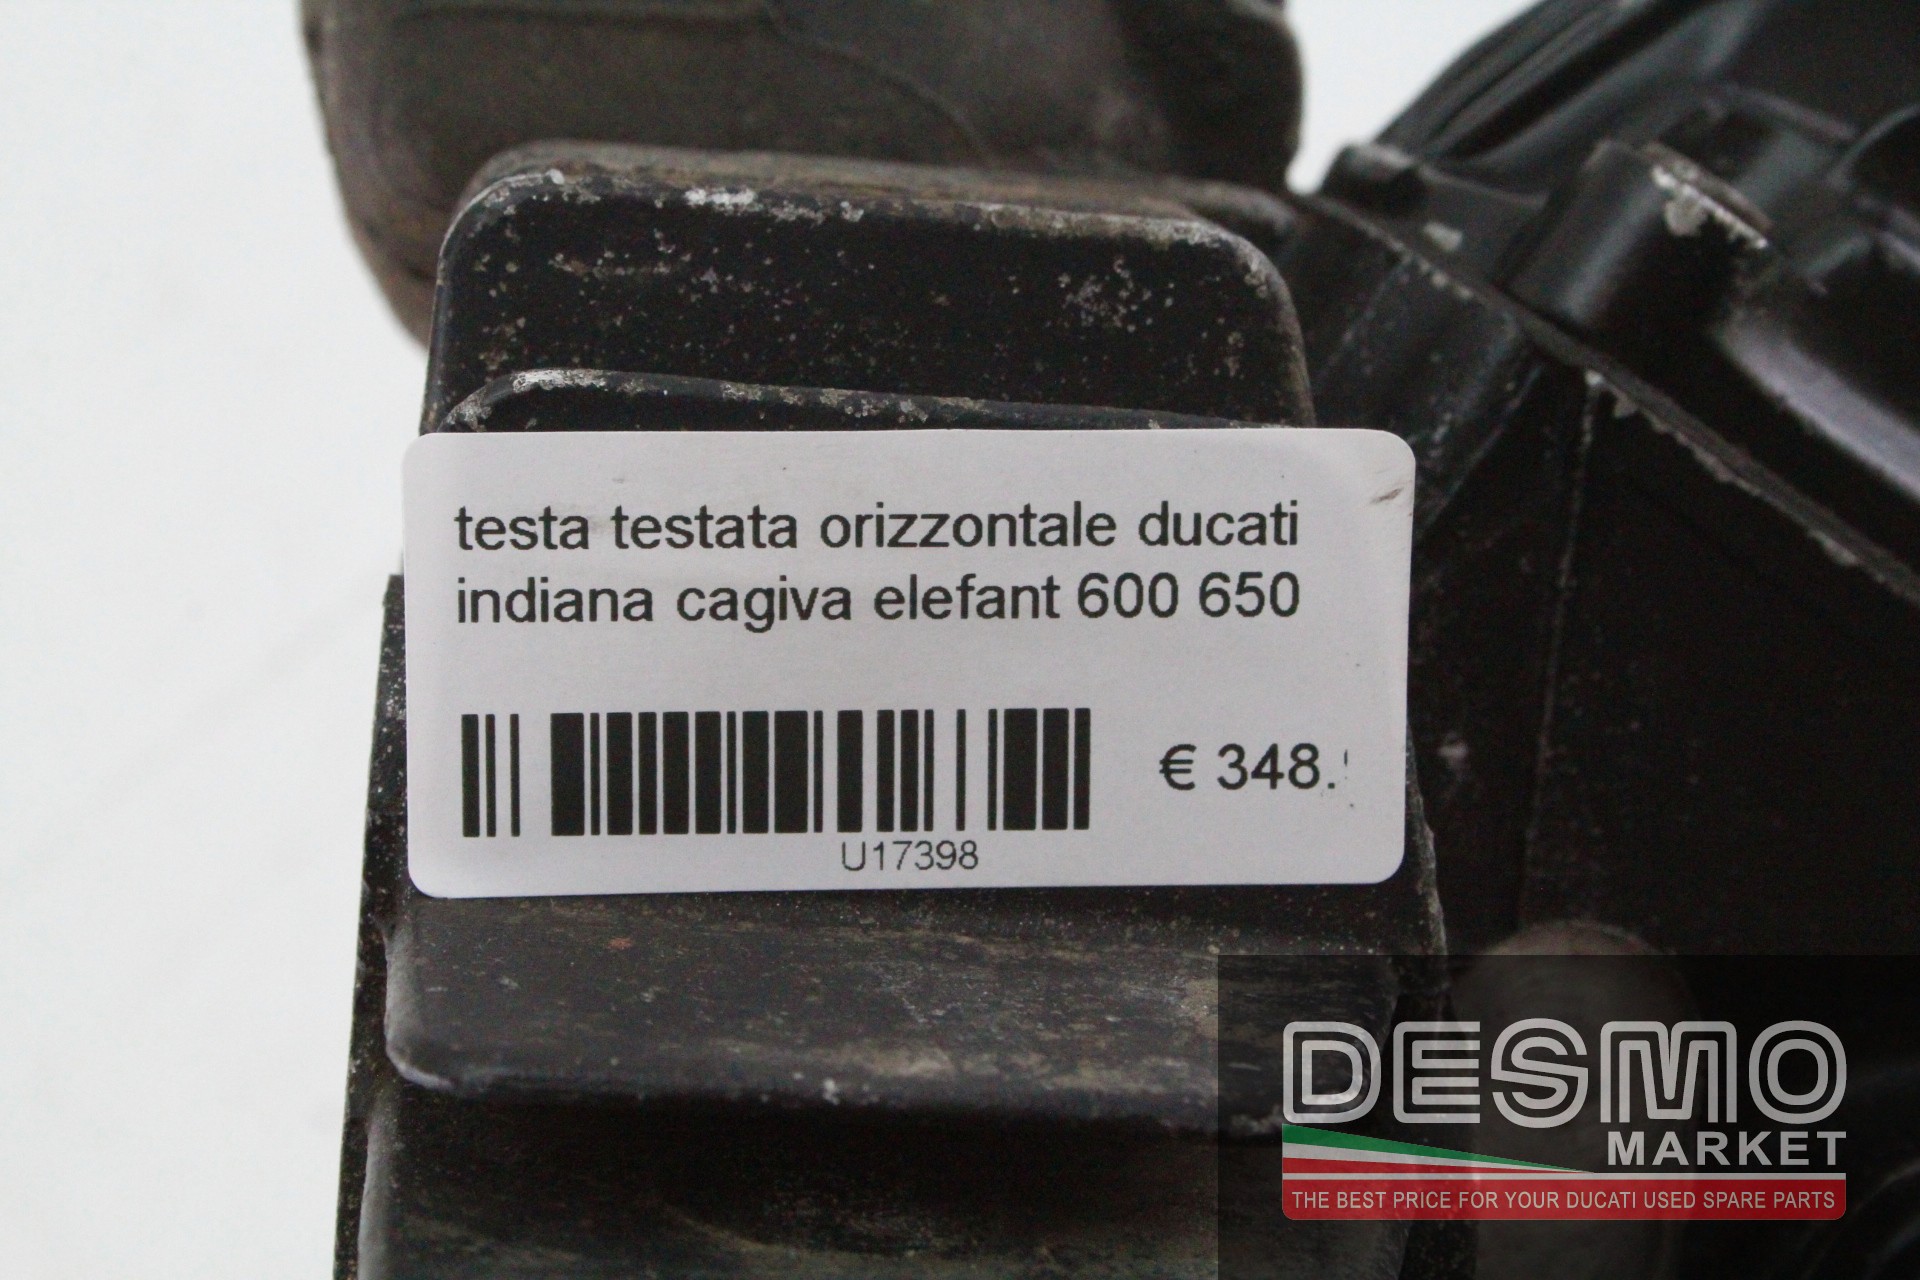 testa testata orizzontale ducati
indiana cagiva elefant 600 650
€ 348.
U17398
DESMO
MARKET
THE BEST PRICE FOR YOUR DUCATI USED SPARE PARTS